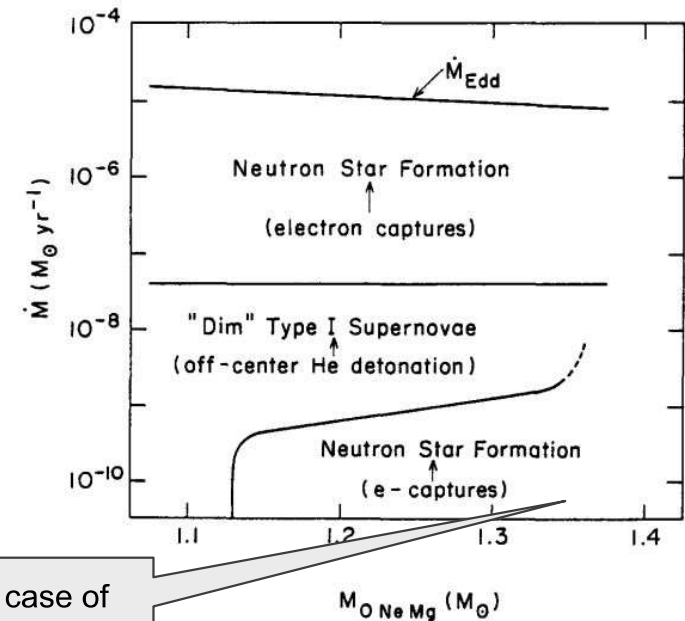 10⁻⁴
Ṁ_Edd
10⁻⁶
Neutron Star Formation
(electron captures)
Ṁ (M⊙ yr⁻¹)
10⁻⁸
"Dim" Type I Supernovae
(off-center He detonation)
Neutron Star Formation
(e-captures)
10⁻¹⁰
1.1 1.2 1.3 1.4
M_O Ne Mg (M⊙)
case of